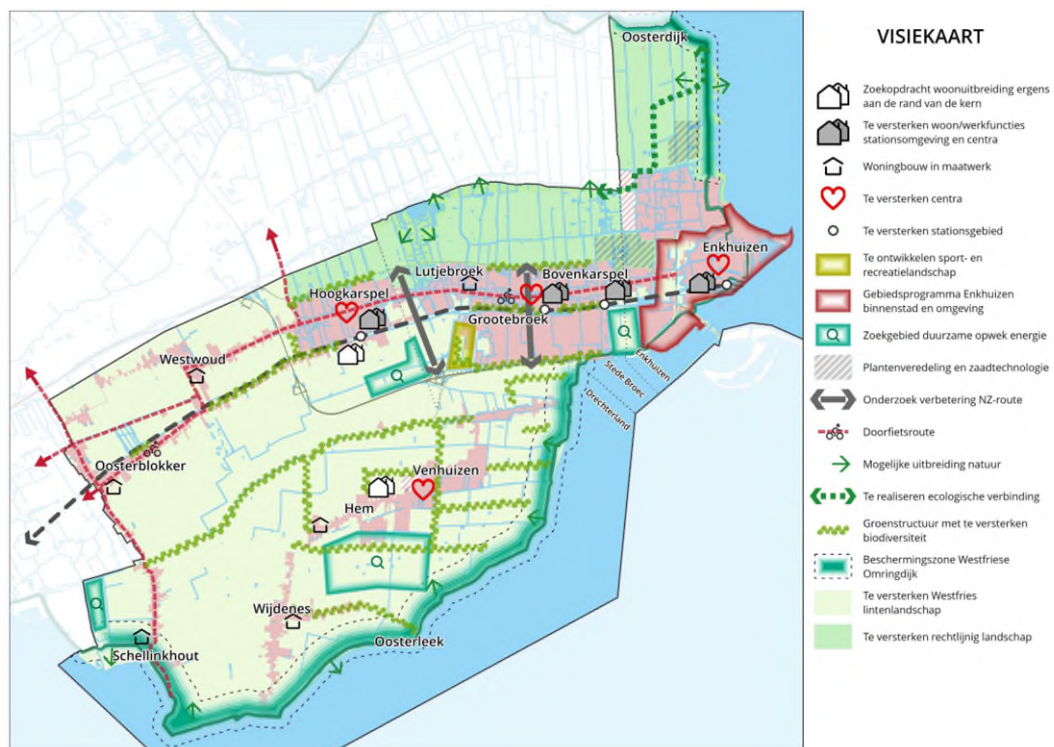 Oosterdijk
Enkhuizen
Bovenkarspel
Lutjebroek
Hoogkarspel
Grootebroek
Westwoud
Enkhuizen
Stede Broec
Drechterland
Oosterblokker
Venhuizen
Hem
Wijdenes
Oosterleek
Schellinkhout
VISIEKAART
Zoekopdracht woonuitbreiding ergens
aan de rand van de kern
Te versterken woon/werkfuncties
stationsomgeving en centra
Woningbouw in maatwerk
Te versterken centra
Te versterken stationsgebied
Te ontwikkelen sport- en
recreatielandschap
Gebiedsprogramma Enkhuizen
binnenstad en omgeving
Zoekgebied duurzame opwek energie
Plantenveredeling en zaadtechnologie
Onderzoek verbetering NZ-route
Doorfietsroute
Mogelijke uitbreiding natuur
Te realiseren ecologische verbinding
Groenstructuur met te versterken
biodiversiteit
Beschermingszone Westfriese
Omringdijk
Te versterken Westfries
lintenlandschap
Te versterken rechtlijnig landschap